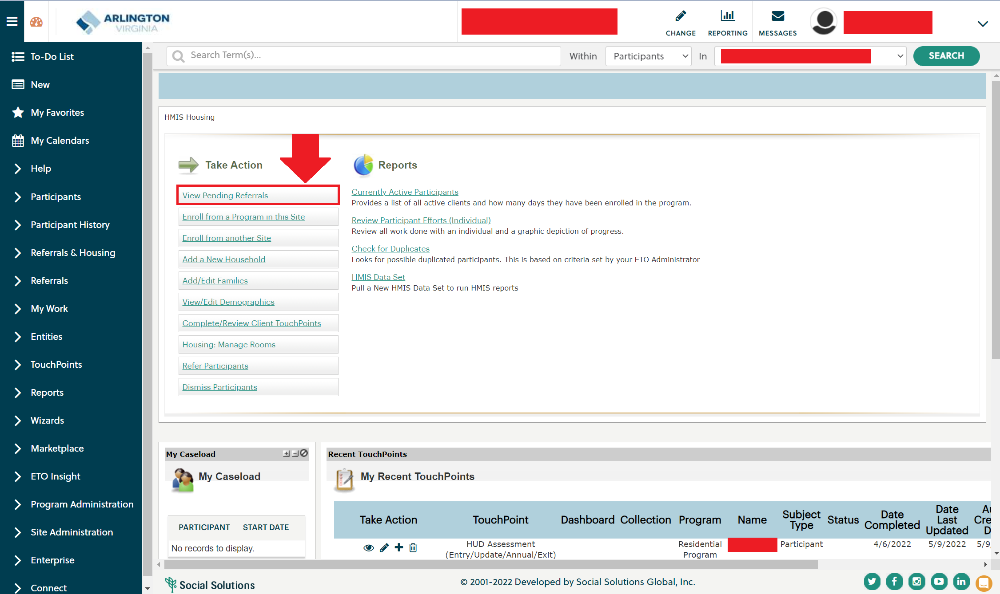 ARLINGTON
VIRGINIA
CHANGE
REPORTING
MESSAGES
Search Term(s)...
Within
Participants
In
SEARCH
To-Do List
New
My Favorites
My Calendars
Help
Participants
Participant History
Referrals & Housing
Referrals
My Work
Entities
TouchPoints
Reports
Wizards
Marketplace
ETO Insight
Program Administration
Site Administration
Enterprise
Connect
HMIS Housing
Take Action
View Pending Referrals
Enroll from a Program in this Site
Enroll from another Site
Add a New Household
Add/Edit Families
View/Edit Demographics
Complete/Review Client TouchPoints
Housing: Manage Rooms
Refer Participants
Dismiss Participants
Reports
Currently Active Participants
Provides a list of all active clients and how many days they have been enrolled in the program.
Review Participant Efforts (Individual)
Review all work done with an individual and a graphic depiction of progress.
Check for Duplicates
Looks for possible duplicated participants. This is based on criteria set by your ETO Administrator
HMIS Data Set
Pull a New HMIS Data Set to run HMIS reports
My Caseload
My Caseload
PARTICIPANT START DATE
No records to display.
Recent TouchPoints
My Recent TouchPoints
Take Action
TouchPoint
Dashboard
Collection
Program
Name
Subject
Type
Status
Date
Completed
Date
Last
Updated
HUD Assessment
(Entry/Update/Annual/Exit)
Residential
Program
Participant
4/6/2022
5/9/2022
5/9/
Social Solutions
© 2001-2022 Developed by Social Solutions Global, Inc.